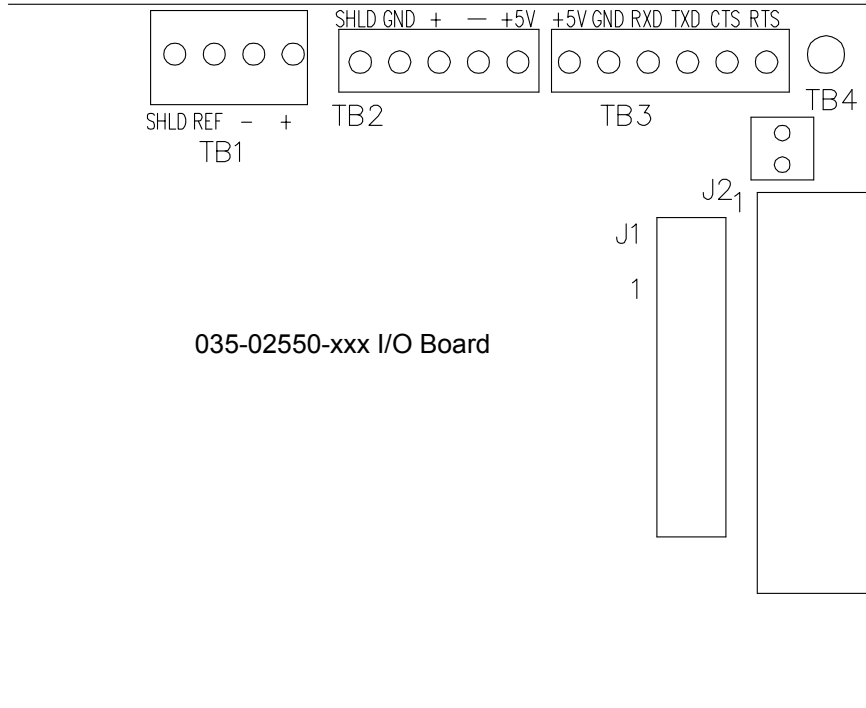 SHLD GND + — +5V +5V GND RXD TXD CTS RTS
TB2 TB3 TB4
SHLD REF − +
TB1
J2 1
J1
1
035-02550-xxx I/O Board